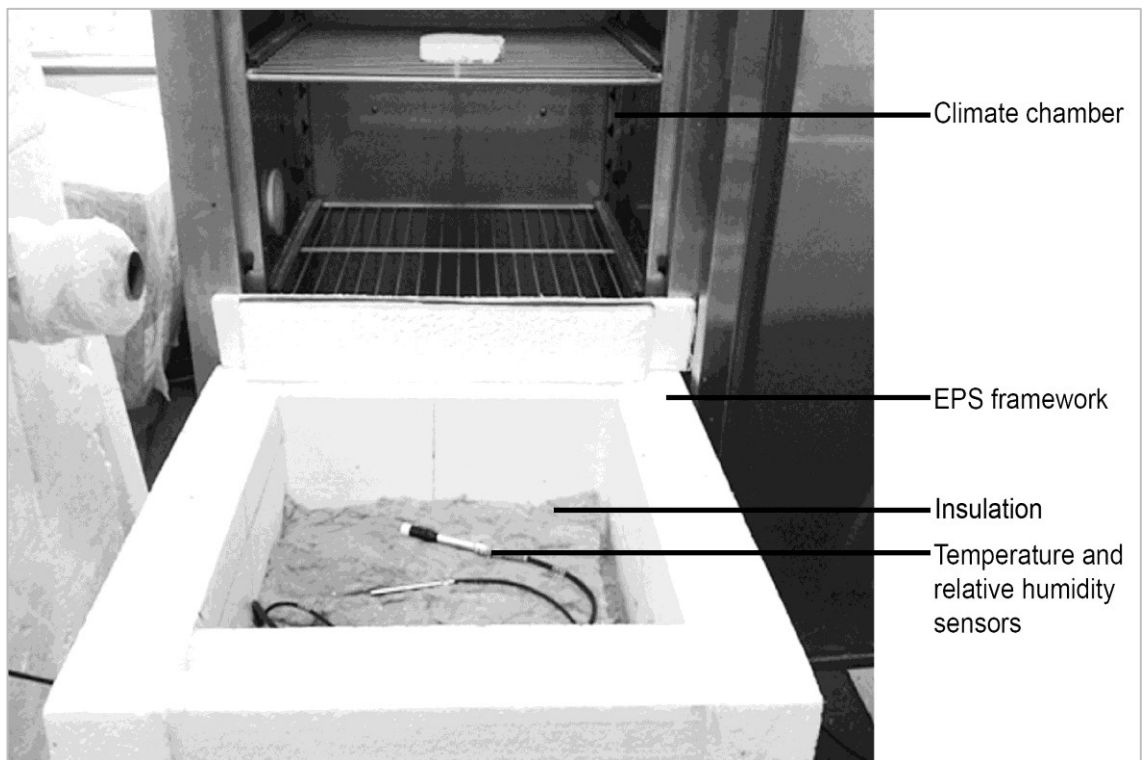 Climate chamber
EPS framework
Insulation
Temperature and
relative humidity
sensors